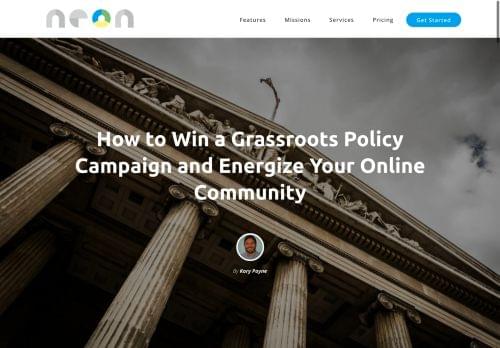 neon
Features Missions Services Pricing Get Started
How to Win a Grassroots Policy
Campaign and Energize Your Online
Community
By Kory Payne